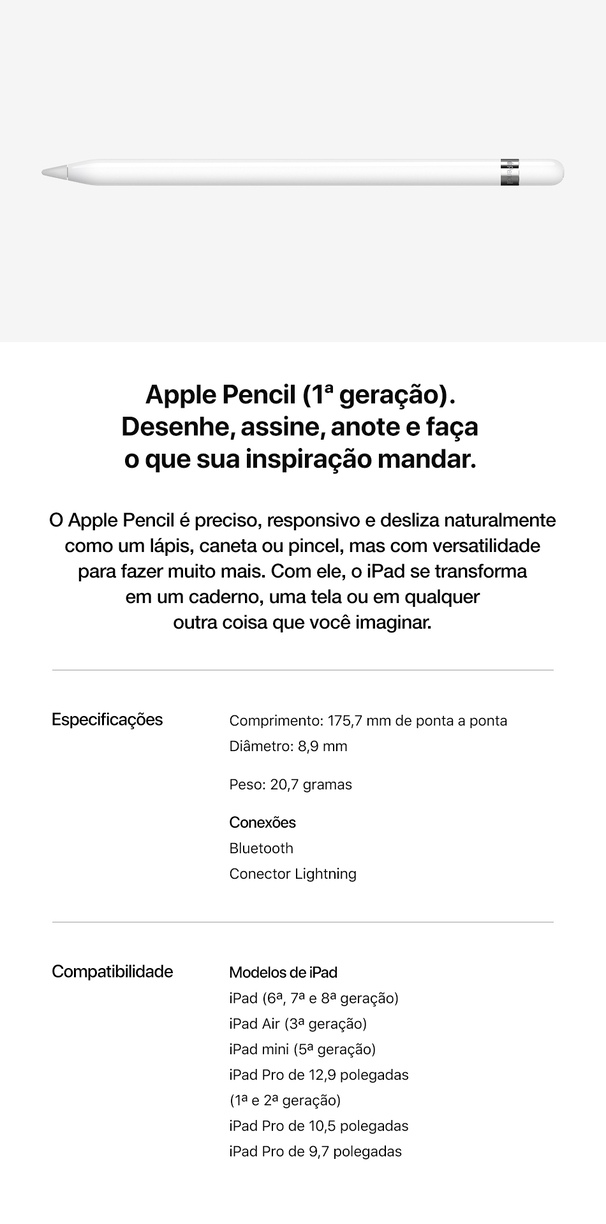 Apple Pencil (1ª geração).
Desenhe, assine, anote e faça
o que sua inspiração mandar.
O Apple Pencil é preciso, responsivo e desliza naturalmente
como um lápis, caneta ou pincel, mas com versatilidade
para fazer muito mais. Com ele, o iPad se transforma
em um caderno, uma tela ou em qualquer
outra coisa que você imaginar.
Especificações
Comprimento: 175,7 mm de ponta a ponta
Diâmetro: 8,9 mm
Peso: 20,7 gramas
Conexões
Bluetooth
Conector Lightning
Compatibilidade
Modelos de iPad
iPad (6ª, 7ª e 8ª geração)
iPad Air (3ª geração)
iPad mini (5ª geração)
iPad Pro de 12,9 polegadas
(1ª e 2ª geração)
iPad Pro de 10,5 polegadas
iPad Pro de 9,7 polegadas